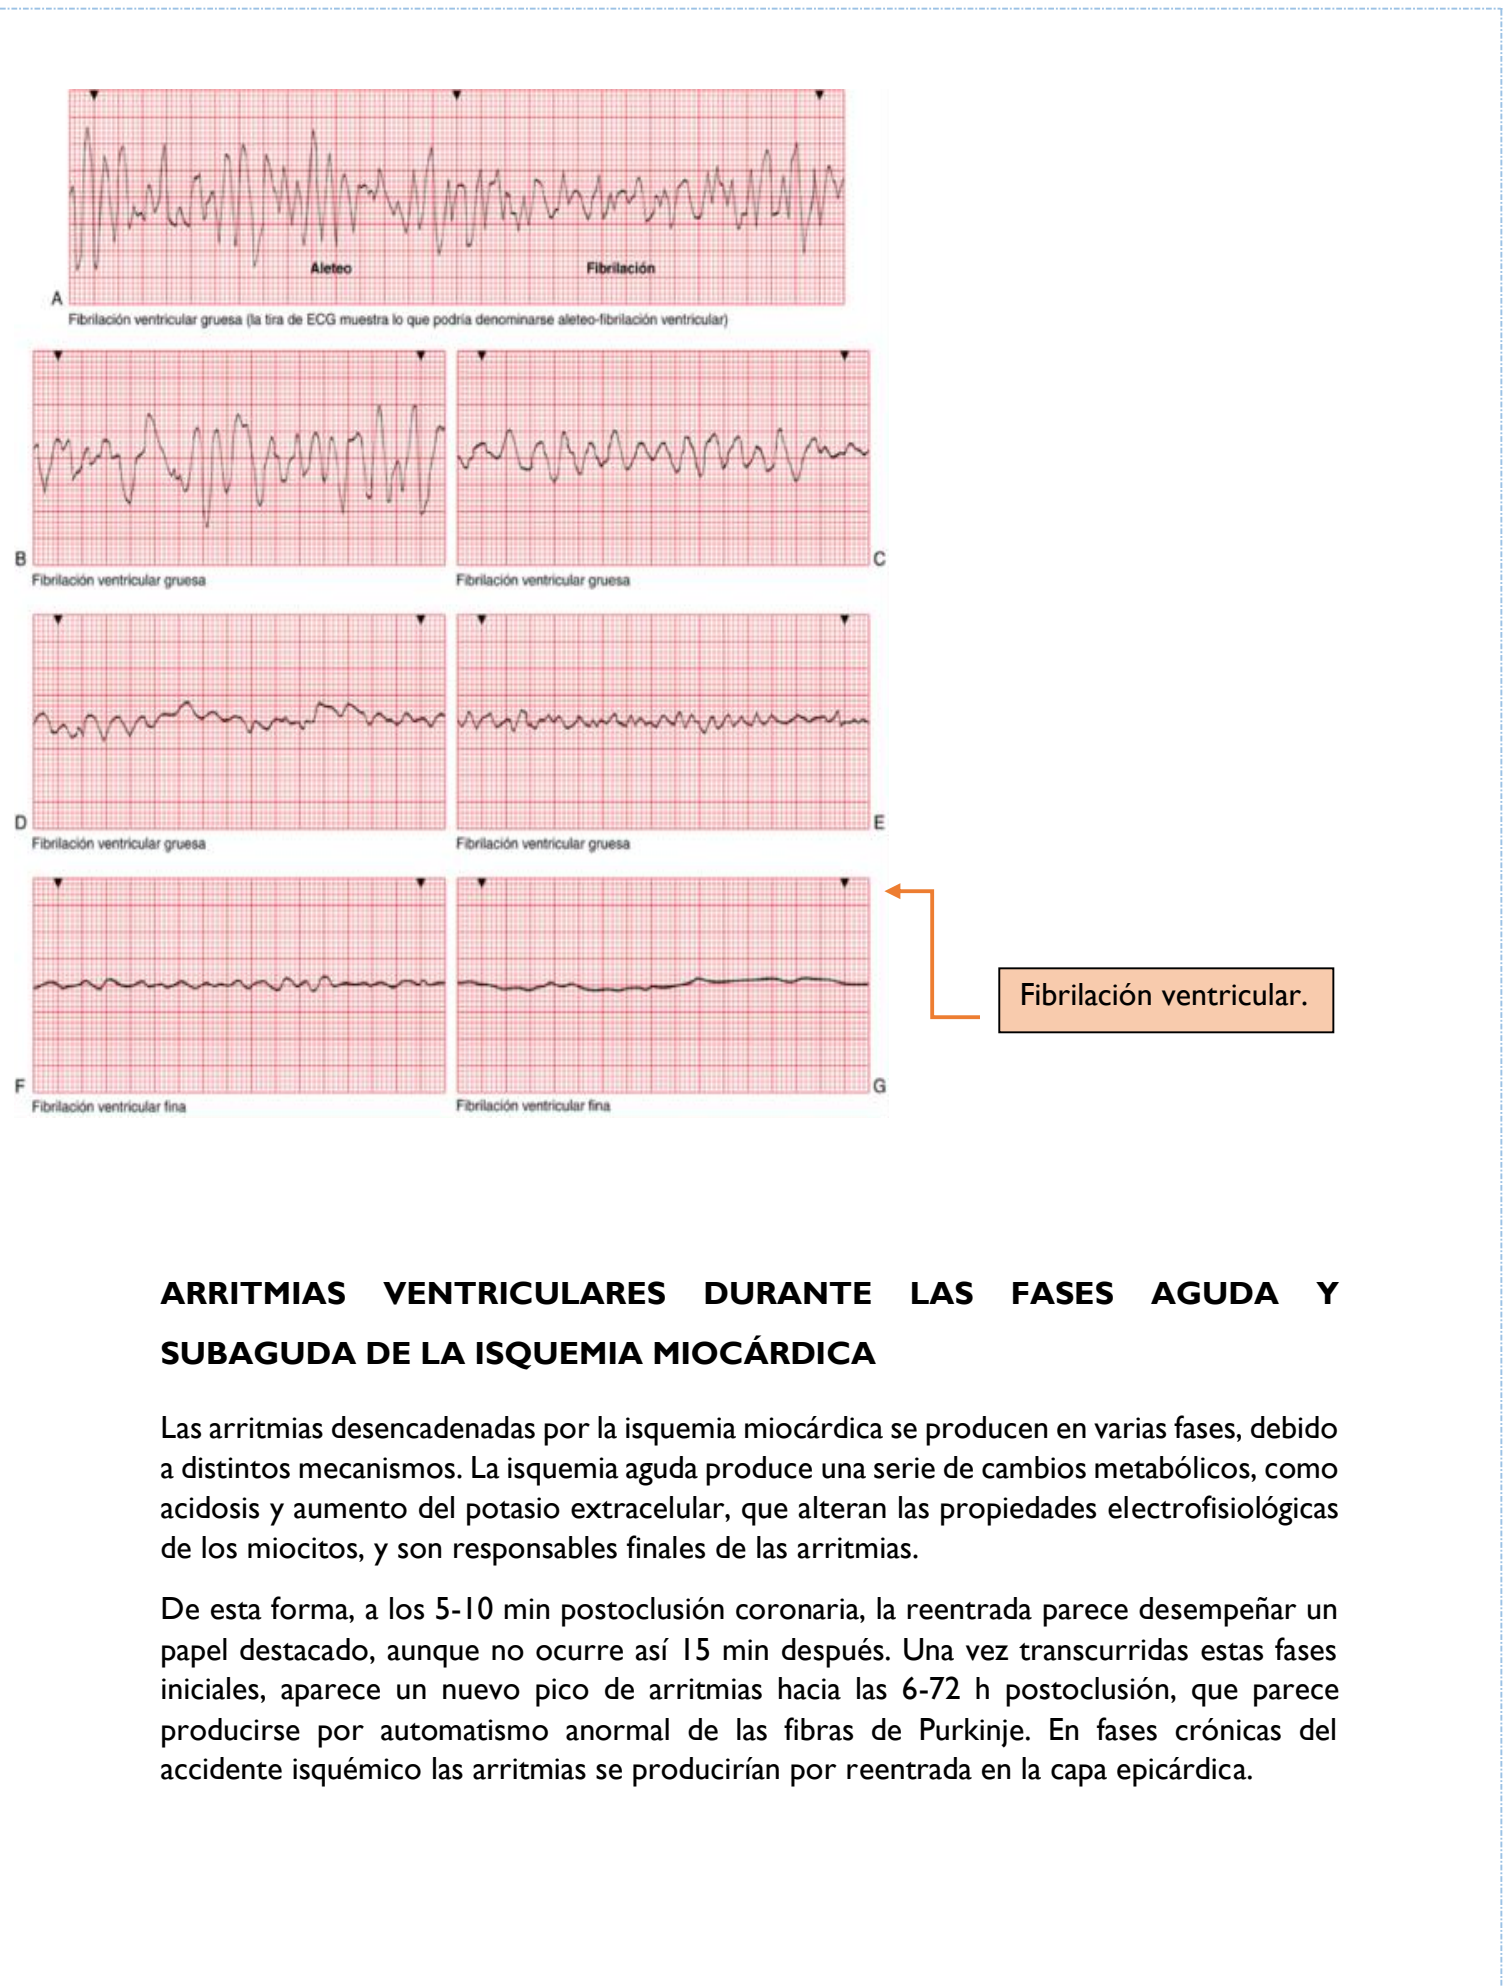 Aleteo
Fibrilación
A
Fibrilación ventricular gruesa (la tira de ECG muestra lo que podría denominarse aleteo-fibrilación ventricular)
B
C
Fibrilación ventricular gruesa
Fibrilación ventricular gruesa
D
E
Fibrilación ventricular gruesa
Fibrilación ventricular gruesa
Fibrilación ventricular.
F
G
Fibrilación ventricular fina
Fibrilación ventricular fina
ARRITMIAS VENTRICULARES DURANTE LAS FASES AGUDA Y
SUBAGUDA DE LA ISQUEMIA MIOCÁRDICA
Las arritmias desencadenadas por la isquemia miocárdica se producen en varias fases, debido
a distintos mecanismos. La isquemia aguda produce una serie de cambios metabólicos, como
acidosis y aumento del potasio extracelular, que alteran las propiedades electrofisiológicas
de los miocitos, y son responsables finales de las arritmias.
De esta forma, a los 5-10 min postoclusión coronaria, la reentrada parece desempeñar un
papel destacado, aunque no ocurre así 15 min después. Una vez transcurridas estas fases
iniciales, aparece un nuevo pico de arritmias hacia las 6-72 h postoclusión, que parece
producirse por automatismo anormal de las fibras de Purkinje. En fases crónicas del
accidente isquémico las arritmias se producirían por reentrada en la capa epicárdica.